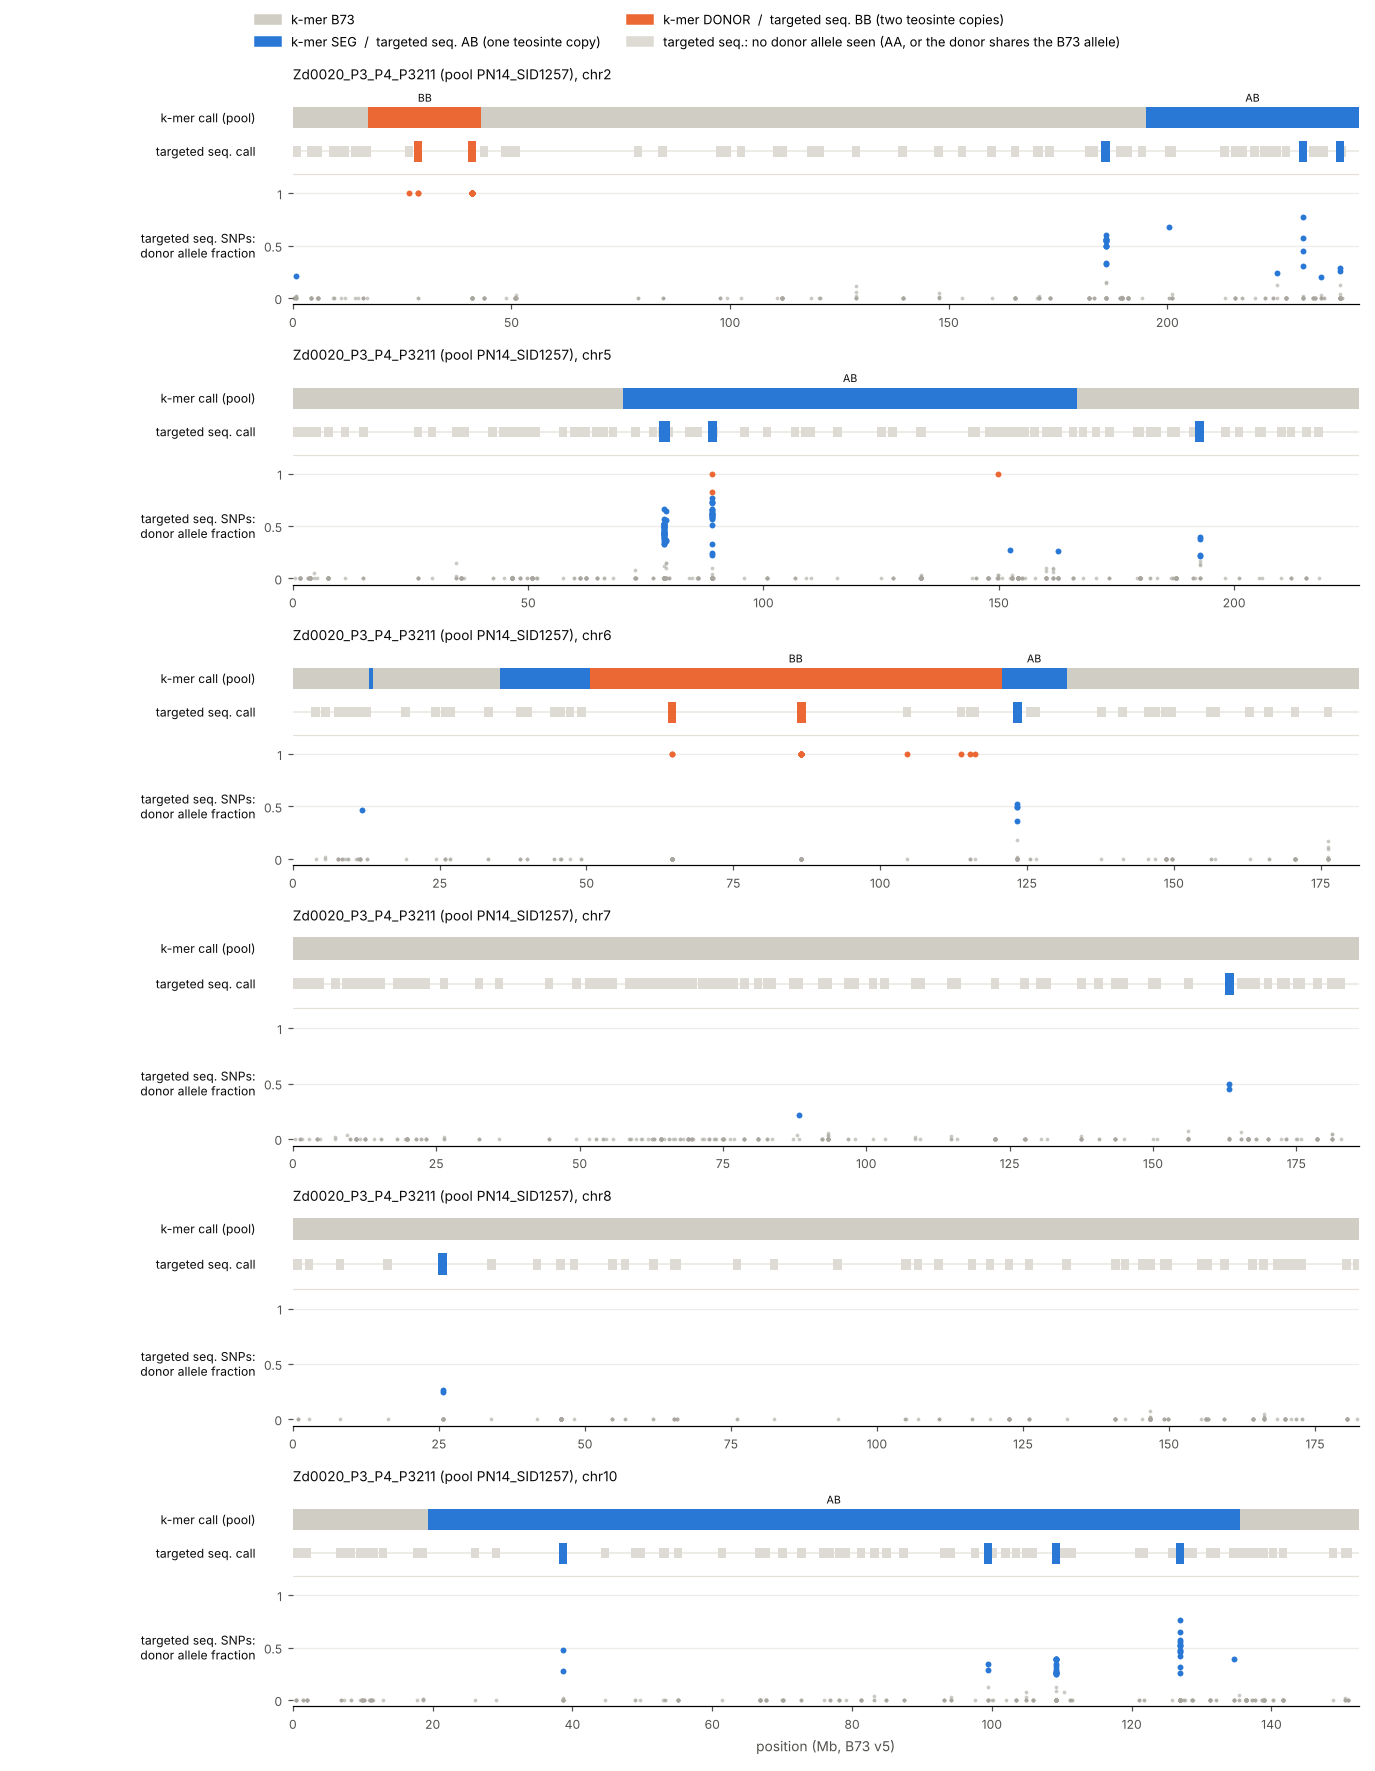 k-mer B73
k-mer DONOR / targeted seq. BB (two teosinte copies)
k-mer SEG / targeted seq. AB (one teosinte copy)
targeted seq.: no donor allele seen (AA, or the donor shares the B73 allele)
Zd0020_P3_P4_P3211 (pool PN14_SID1257), chr2
BB
AB
k-mer call (pool)
targeted seq. call
1
targeted seq. SNPs:
donor allele fraction
0.5
0
0 50 100 150 200
Zd0020_P3_P4_P3211 (pool PN14_SID1257), chr5
AB
k-mer call (pool)
targeted seq. call
1
targeted seq. SNPs:
donor allele fraction
0.5
0
0 50 100 150 200
Zd0020_P3_P4_P3211 (pool PN14_SID1257), chr6
BB
AB
k-mer call (pool)
targeted seq. call
1
targeted seq. SNPs:
donor allele fraction
0.5
0
0 25 50 75 100 125 150 175
Zd0020_P3_P4_P3211 (pool PN14_SID1257), chr7
k-mer call (pool)
targeted seq. call
1
targeted seq. SNPs:
donor allele fraction
0.5
0
0 25 50 75 100 125 150 175
Zd0020_P3_P4_P3211 (pool PN14_SID1257), chr8
k-mer call (pool)
targeted seq. call
1
targeted seq. SNPs:
donor allele fraction
0.5
0
0 25 50 75 100 125 150 175
Zd0020_P3_P4_P3211 (pool PN14_SID1257), chr10
AB
k-mer call (pool)
targeted seq. call
1
targeted seq. SNPs:
donor allele fraction
0.5
0
0 20 40 60 80 100 120 140
position (Mb, B73 v5)